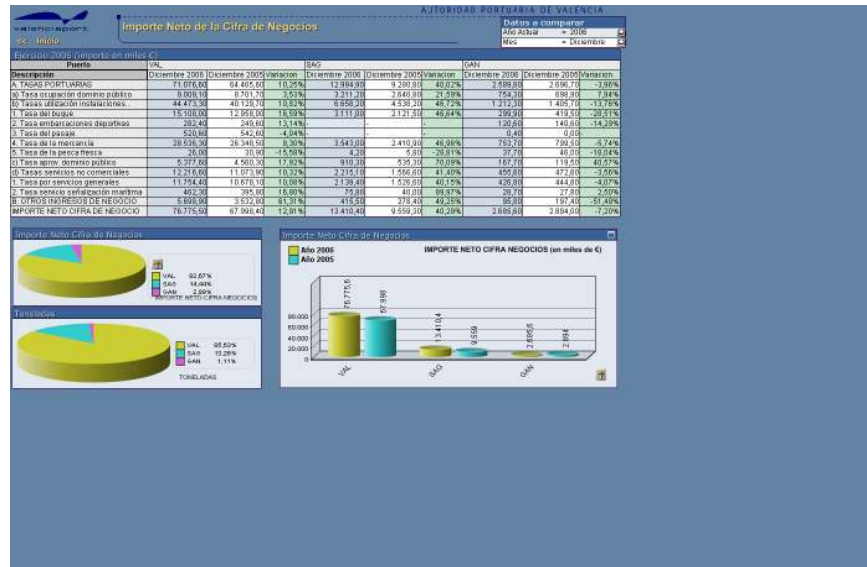 AUTORIDAD PORTUARIA DE VALENCIA
valenciaport
<< Inicio
Importe Neto de la Cifra de Negocios
Datos a comparar
Año Actual = 2006
Mes = Diciembre
Ejercicio 2005 (importe en miles €)
Puerto VAL SAG GAN
Descripción Diciembre 2006 Diciembre 2005 Variacion Diciembre 2006 Diciembre 2005 Variacion Diciembre 2006 Diciembre 2005 Variacion
A. TASAS PORTUARIAS 71.076,60 64.465,60 10,25% 12.994,90 9.280,80 40,02% 2.589,80 2.696,70 -3,96%
a) Tasa ocupación dominio público 9.009,10 8.701,70 3,53% 3.211,20 2.640,80 21,59% 754,30 698,90 7,94%
b) Tasas utilización instalaciones... 44.473,30 40.129,70 10,82% 6.658,20 4.538,20 46,72% 1.212,30 1.405,70 -13,76%
1. Tasa del buque 15.108,00 12.958,00 16,59% 3.111,00 2.121,50 46,64% 299,90 419,50 -28,51%
2. Tasa embarcaciones deportivas 282,40 249,60 13,14% - - - 120,60 140,60 -14,29%
3. Tasa del pasaje 520,60 542,60 -4,04% - - - 0,40 0,00 -
4. Tasa de la mercancía 28.536,30 26.348,50 8,30% 3.543,00 2.410,90 46,96% 753,70 799,50 -5,74%
5. Tasa de la pesca fresca 26,00 30,90 -15,58% 4,20 5,80 -28,81% 37,70 46,00 -18,04%
c) Tasa aprov. dominio público 5.377,60 4.560,30 17,92% 910,30 535,30 70,09% 167,70 119,50 40,57%
d) Tasas servicios no comerciales 12.216,60 11.073,90 10,32% 2.215,10 1.566,60 41,40% 455,60 472,80 -3,56%
1. Tasa por servicios generales 11.754,40 10.678,10 10,08% 2.139,40 1.526,60 40,15% 426,80 444,80 -4,07%
2. Tasa servicio señalización marítima 462,30 395,80 16,80% 75,80 40,00 89,97% 28,70 27,80 2,50%
B. OTROS INGRESOS DE NEGOCIO 5.698,90 3.532,80 61,31% 415,50 278,40 49,25% 95,80 197,40 -51,48%
IMPORTE NETO CIFRA DE NEGOCIO 76.775,50 67.998,40 12,91% 13.410,40 9.559,30 40,29% 2.685,60 2.894,00 -7,20%
Importe Neto Cifra de Negocios
VAL 82,67%
SAG 14,44%
GAN 2,89%
IMPORTE NETO CIFRA NEGOCIOS
Toneladas
VAL 85,63%
SAG 13,26%
GAN 1,11%
TONELADAS
Importe Neto Cifra de Negocios
Año 2006
Año 2005
IMPORTE NETO CIFRA NEGOCIOS (en miles de €)
76.775,5
67.998
13.410,4
9.559
2.685,6
2.894
80.000
60.000
40.000
20.000
0
VAL
SAG
GAN